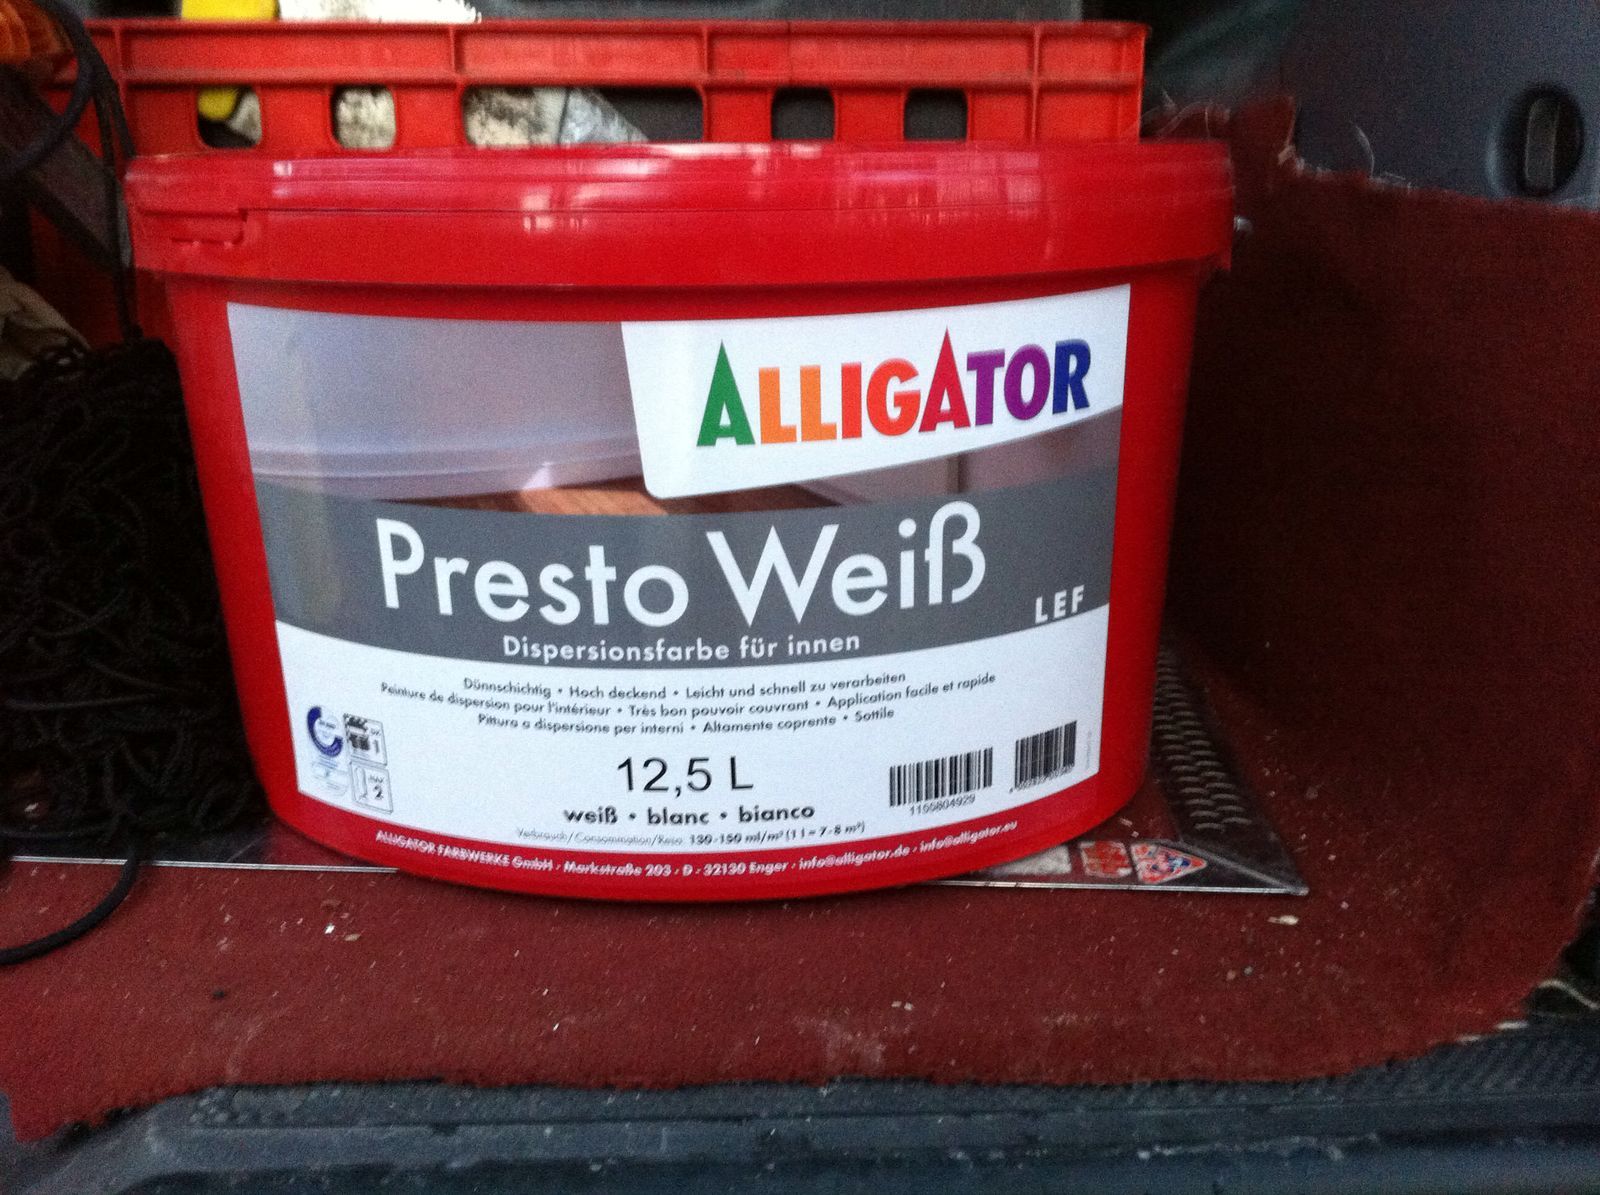 ALLIGATOR
Presto Weiß
LEF
Dispersionsfarbe für innen
Dünnschichtig • Hoch deckend • Leicht und schnell zu verarbeiten
Peinture de dispersion pour l'intérieur • Très bon pouvoir couvrant • Application facile et rapide
Pittura a dispersione per interni • Altamente coprente • Sottile
1
2
12,5 L
weiß • blanc • bianco
1100804929
Verbrauch/Consommation/Resa: 130-150 ml/m² (1 l = 7-8 m²)
ALLIGATOR FARBWERKE GmbH · Markstraße 203 · D - 32130 Enger · info@alligator.de · info@alligator.eu